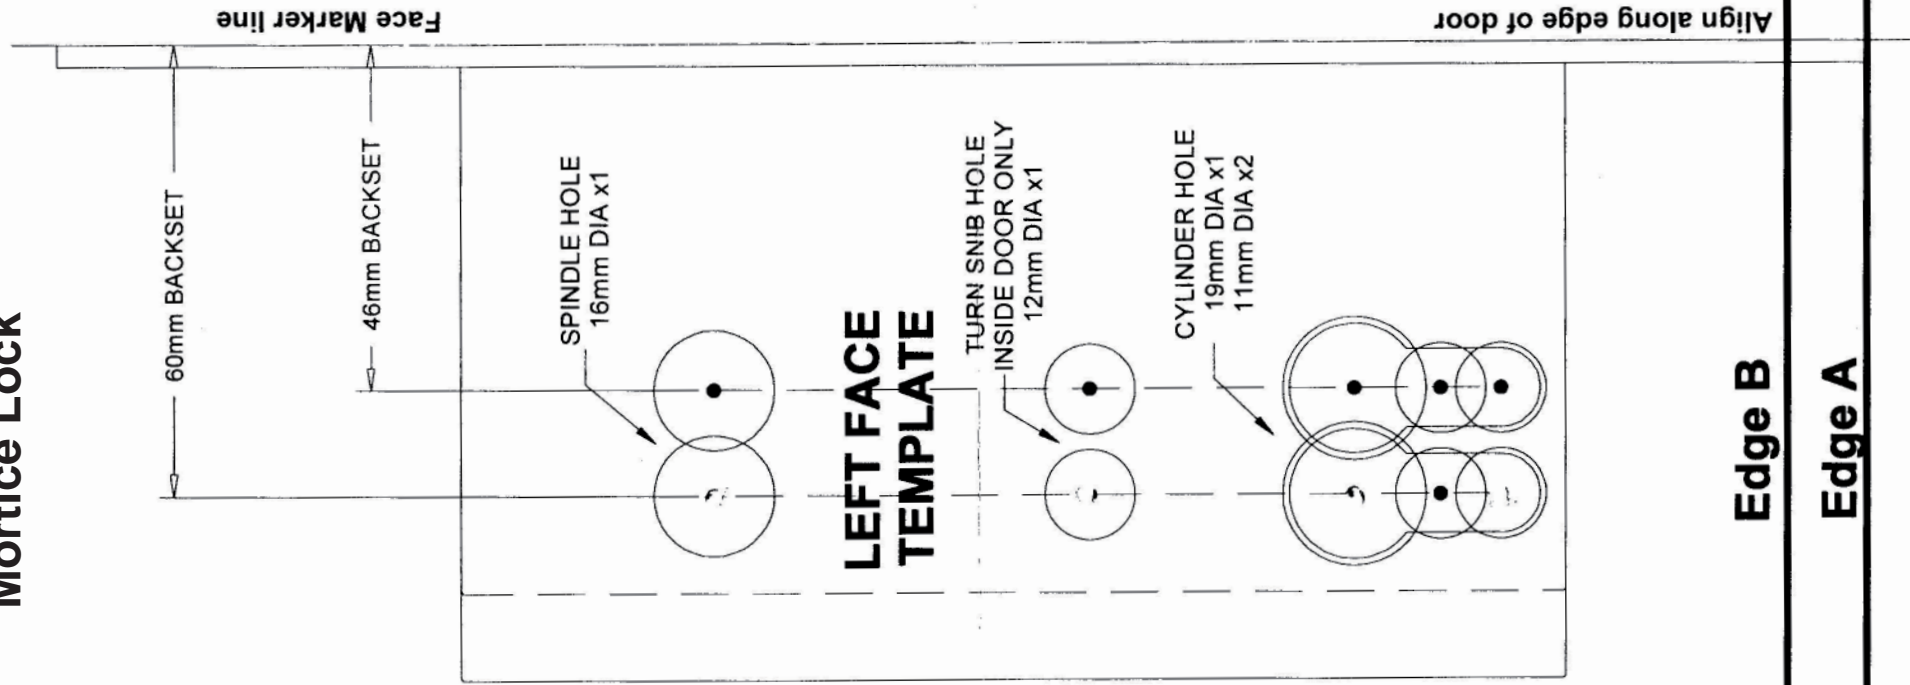 Mortice Lock
Face Marker line
Align along edge of door
60mm BACKSET
46mm BACKSET
SPINDLE HOLE
16mm DIA x1
LEFT FACE
TEMPLATE
TURN SNIB HOLE
INSIDE DOOR ONLY
12mm DIA x1
CYLINDER HOLE
19mm DIA x1
11mm DIA x2
Edge B
Edge A